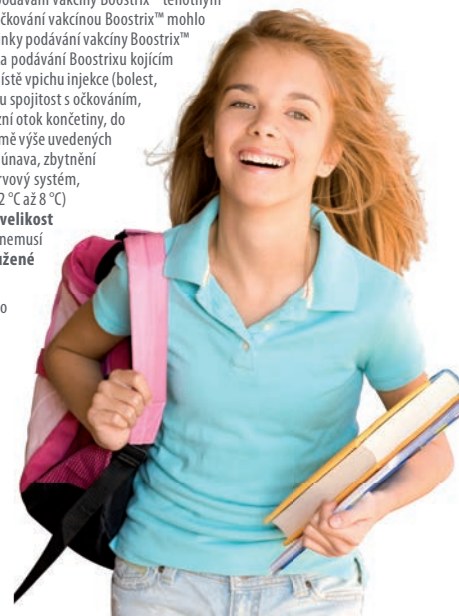 podávání vakcíny Boostrix™ těhotným
očkování vakcínou Boostrix™ mohlo
inky podávání vakcíny Boostrix™
a podávání Boostrixu kojícím
ístě vpichu injekce (bolest,
u spojitost s očkováním,
zní otok končetiny, do
mě výše uvedených
únava, zbytnění
rvový systém,
2 °C až 8 °C)
velikost
nemusí
užené
o